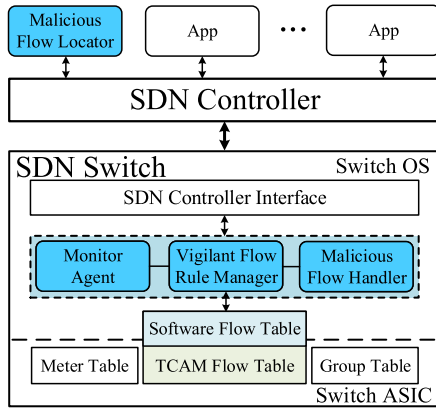 Malicious
Flow Locator
App
...
App
SDN Controller
SDN Switch
Switch OS
SDN Controller Interface
Monitor
Agent
Vigilant Flow
Rule Manager
Malicious
Flow Handler
Software Flow Table
Meter Table
TCAM Flow Table
Group Table
Switch ASIC